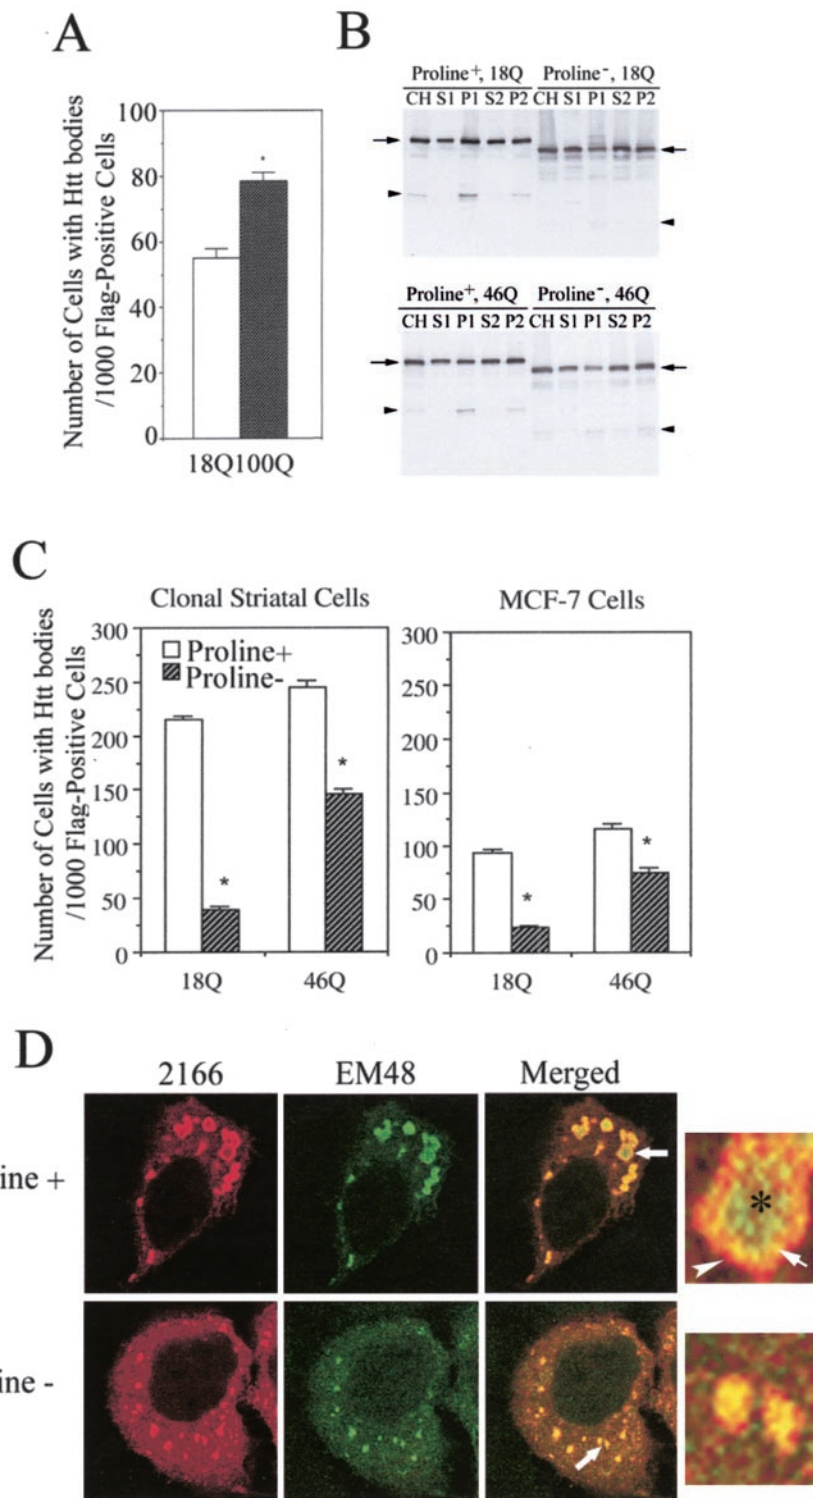 A
Number of Cells with Htt bodies
/1000 Flag-Positive Cells
100
80
60
40
20
0
*
18Q100Q
B
Proline+, 18Q Proline-, 18Q
CH S1 P1 S2 P2 CH S1 P1 S2 P2
Proline+, 46Q Proline-, 46Q
CH S1 P1 S2 P2 CH S1 P1 S2 P2
C
Clonal Striatal Cells
MCF-7 Cells
Number of Cells with Htt bodies
/1000 Flag-Positive Cells
300
250
200
150
100
50
0
Proline+
Proline-
*
*
18Q 46Q
300
250
200
150
100
50
0
*
*
18Q 46Q
D
2166 EM48 Merged
ine +
*
ine -